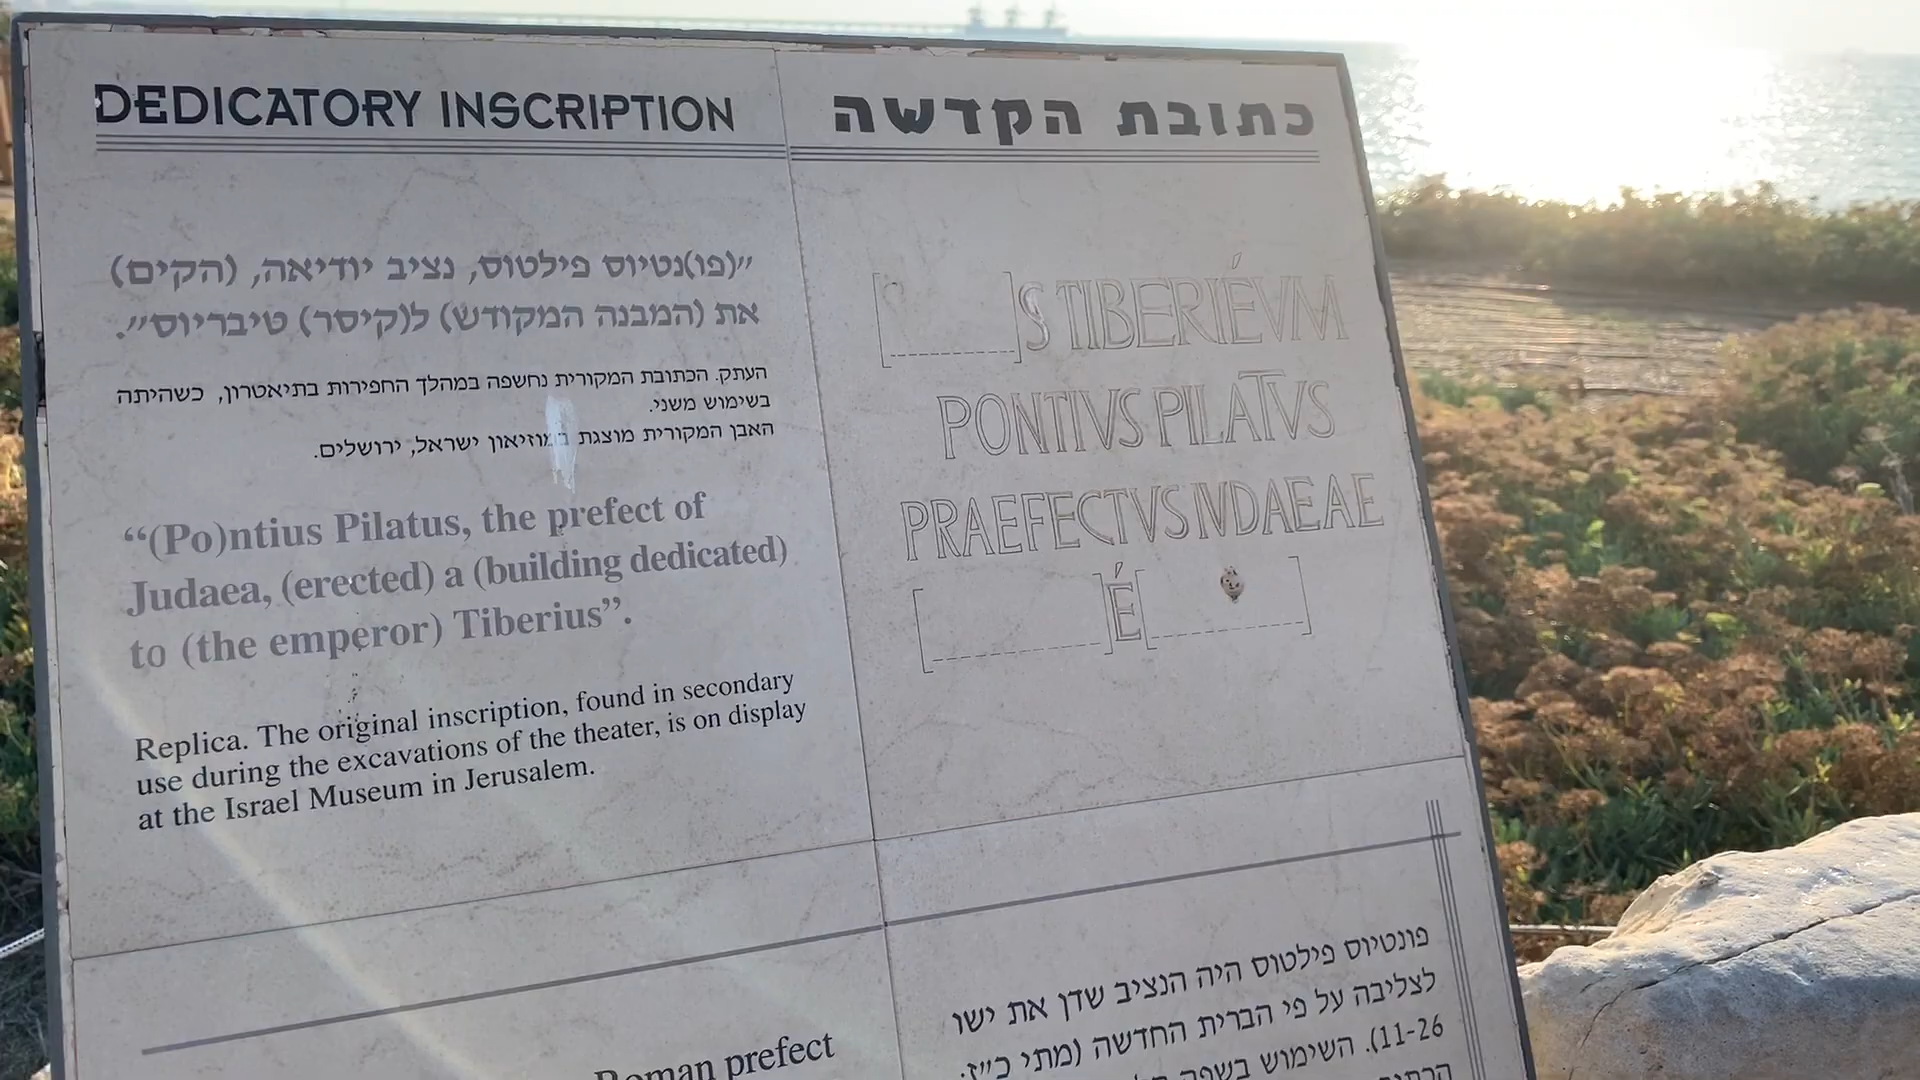 DEDICATORY INSCRIPTION
כתובת הקדשה
"(פו)נטיוס פילטוס, נציב יודיאה, (הקים)
את (המבנה המקודש) ל(קיסר) טיבריוס".
העתק. הכתובת המקורית נחשפה במהלך החפירות בתיאטרון, כשהיתה
בשימוש משני.
האבן המקורית מוצגת במוזיאון ישראל, ירושלים.
"(Po)ntius Pilatus, the prefect of
Judaea, (erected) a (building dedicated)
to (the emperor) Tiberius".
Replica. The original inscription, found in secondary
use during the excavations of the theater, is on display
at the Israel Museum in Jerusalem.
[ ]S TIBERIÉVM
PONTIVS PILATVS
PRAEFECTVS IVDAEAE
[ ]É[ ]
Roman prefect
פונטיוס פילטוס היה הנציב שדן את ישו
לצליבה על פי הברית החדשה (מתי כ"ז.
11-26). השימוש בשפה